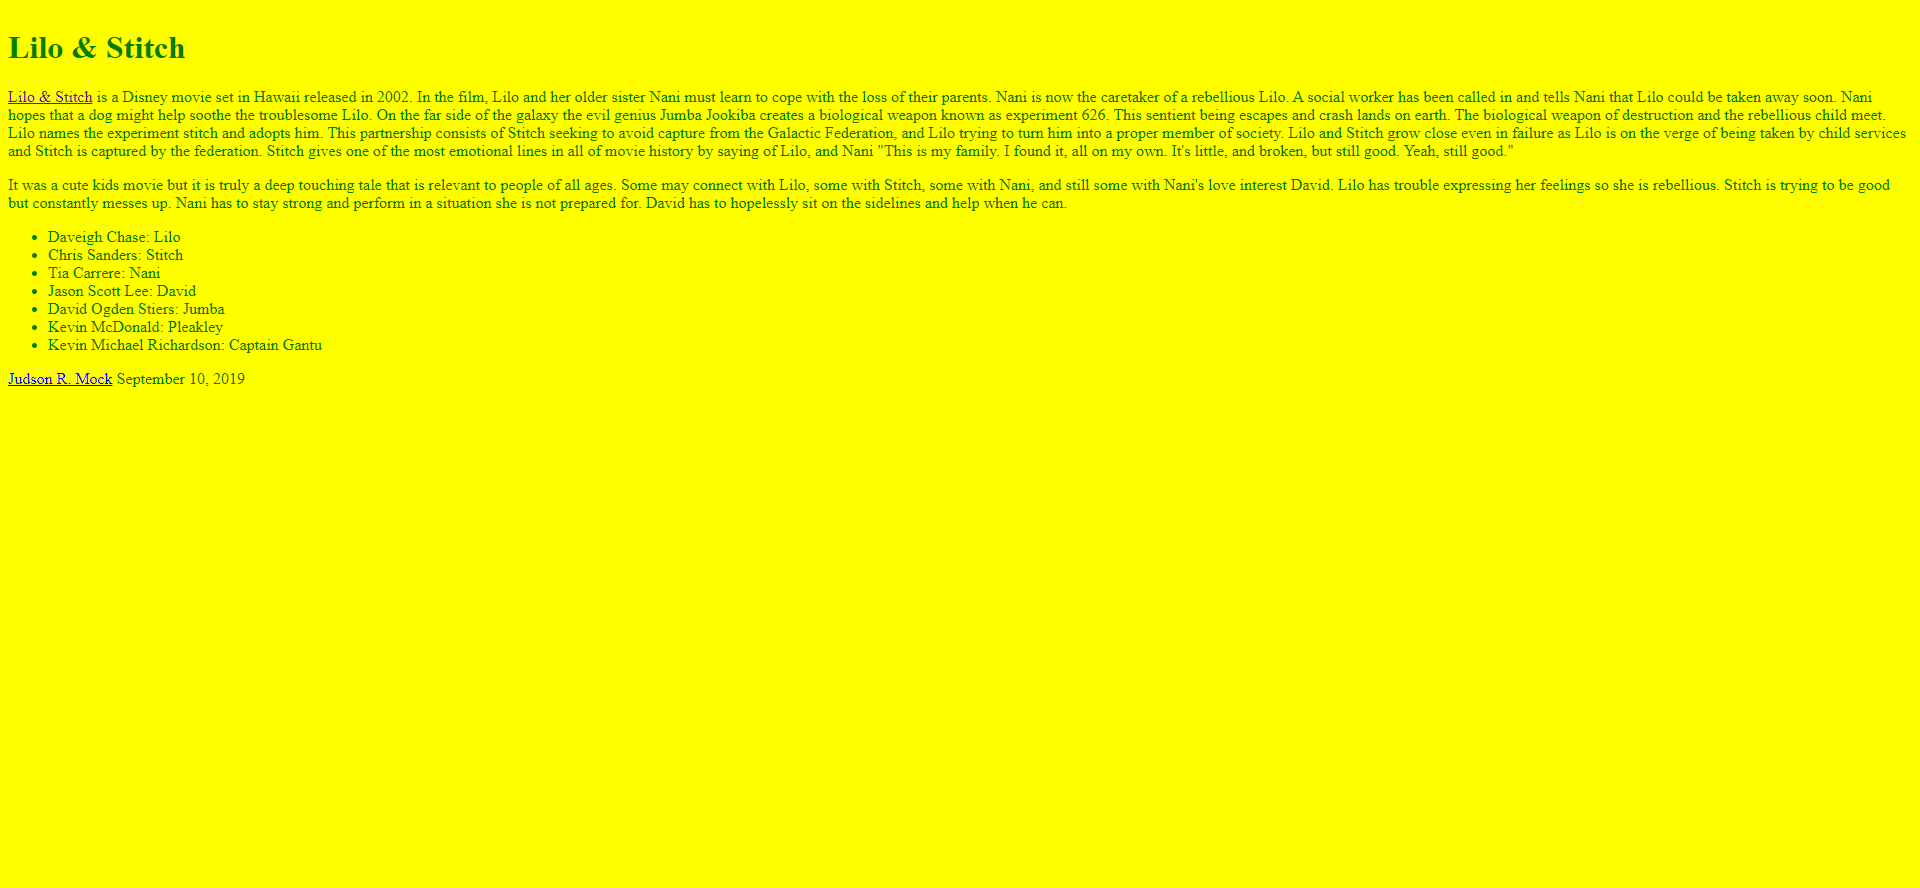 Lilo & Stitch
Lilo & Stitch is a Disney movie set in Hawaii released in 2002. In the film, Lilo and her older sister Nani must learn to cope with the loss of their parents. Nani is now the caretaker of a rebellious Lilo. A social worker has been called in and tells Nani that Lilo could be taken away soon. Nani
hopes that a dog might help soothe the troublesome Lilo. On the far side of the galaxy the evil genius Jumba Jookiba creates a biological weapon known as experiment 626. This sentient being escapes and crash lands on earth. The biological weapon of destruction and the rebellious child meet.
Lilo names the experiment stitch and adopts him. This partnership consists of Stitch seeking to avoid capture from the Galactic Federation, and Lilo trying to turn him into a proper member of society. Lilo and Stitch grow close even in failure as Lilo is on the verge of being taken by child services
and Stitch is captured by the federation. Stitch gives one of the most emotional lines in all of movie history by saying of Lilo, and Nani "This is my family. I found it, all on my own. It's little, and broken, but still good. Yeah, still good."
It was a cute kids movie but it is truly a deep touching tale that is relevant to people of all ages. Some may connect with Lilo, some with Stitch, some with Nani, and still some with Nani's love interest David. Lilo has trouble expressing her feelings so she is rebellious. Stitch is trying to be good
but constantly messes up. Nani has to stay strong and perform in a situation she is not prepared for. David has to hopelessly sit on the sidelines and help when he can.
• Daveigh Chase: Lilo
• Chris Sanders: Stitch
• Tia Carrere: Nani
• Jason Scott Lee: David
• David Ogden Stiers: Jumba
• Kevin McDonald: Pleakley
• Kevin Michael Richardson: Captain Gantu
Judson R. Mock September 10, 2019